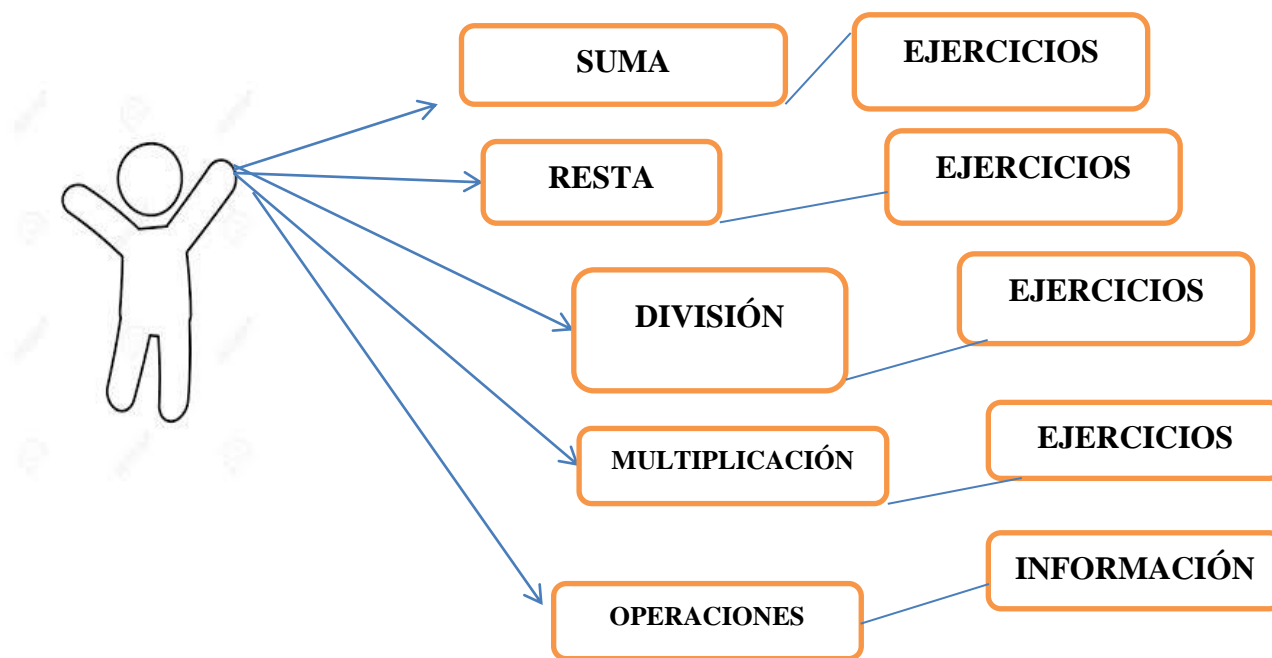 SUMA
EJERCICIOS
RESTA
EJERCICIOS
DIVISIÓN
EJERCICIOS
MULTIPLICACIÓN
EJERCICIOS
OPERACIONES
INFORMACIÓN